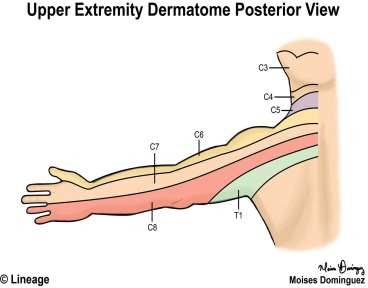 Upper Extremity Dermatome Posterior View
C3
C4
C5
C6
C7
C8
T1
© Lineage
Moises Dominguez